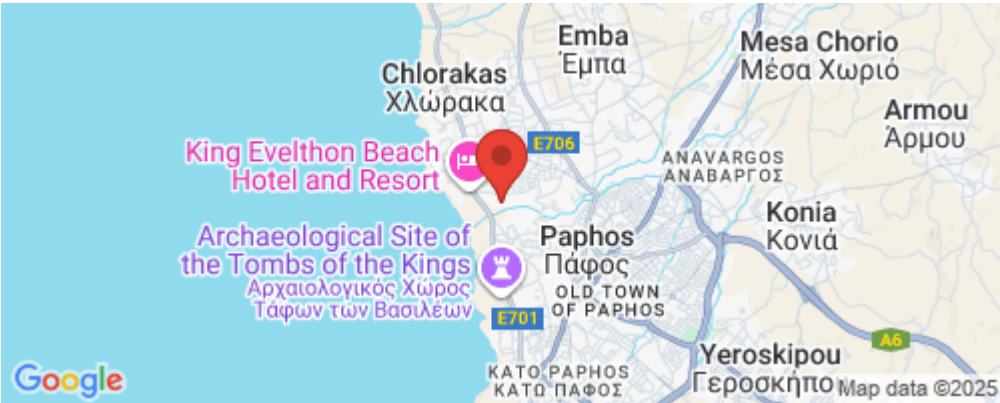 Emba
Έμπα
Mesa Chorio
Μέσα Χωριό
Chlorakas
Χλώρακα
Armou
Άρμου
King Evelthon Beach
Hotel and Resort
E706
ANAVARGOS
ΑΝΑΒΑΡΓΟΣ
Konia
Κονιά
Archaeological Site of
the Tombs of the Kings
Αρχαιολογικός Χώρος
Τάφων των Βασιλέων
Paphos
Πάφος
OLD TOWN
OF PAPHOS
E701
A6
Yeroskipou
Γεροσκήπο
KATO PAPHOS
ΚΑΤΩ ΠΑΦΟΣ
Google
Map data ©2025